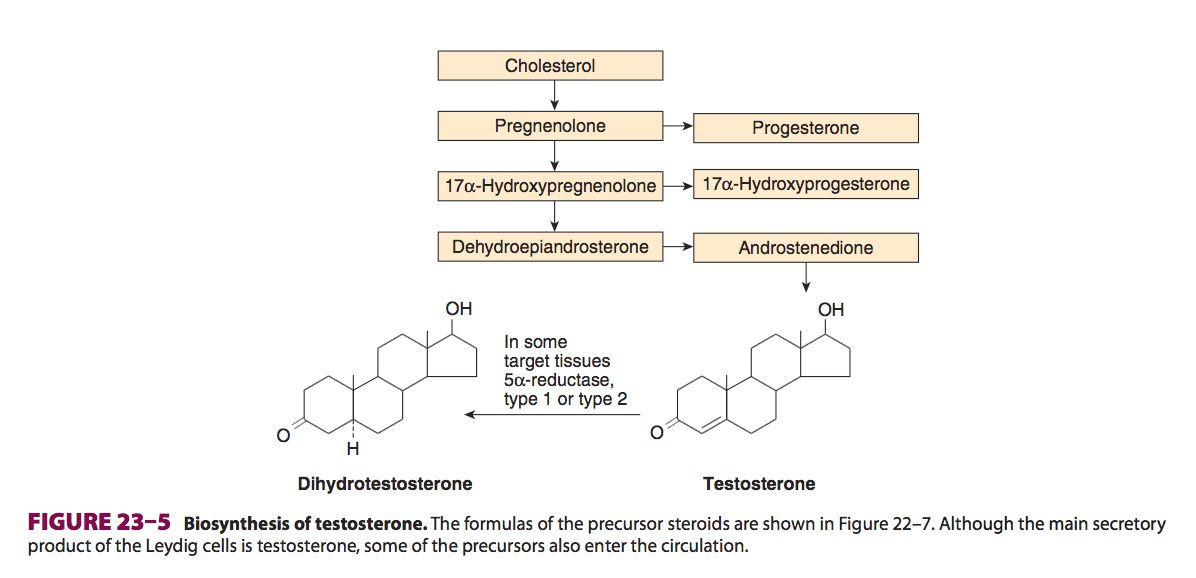 Cholesterol
Pregnenolone
Progesterone
17α-Hydroxypregnenolone
17α-Hydroxyprogesterone
Dehydroepiandrosterone
Androstenedione
OH
O
H
In some
target tissues
5α-reductase,
type 1 or type 2
OH
O
Dihydrotestosterone
Testosterone
FIGURE 23–5 Biosynthesis of testosterone. The formulas of the precursor steroids are shown in Figure 22–7. Although the main secretory
product of the Leydig cells is testosterone, some of the precursors also enter the circulation.